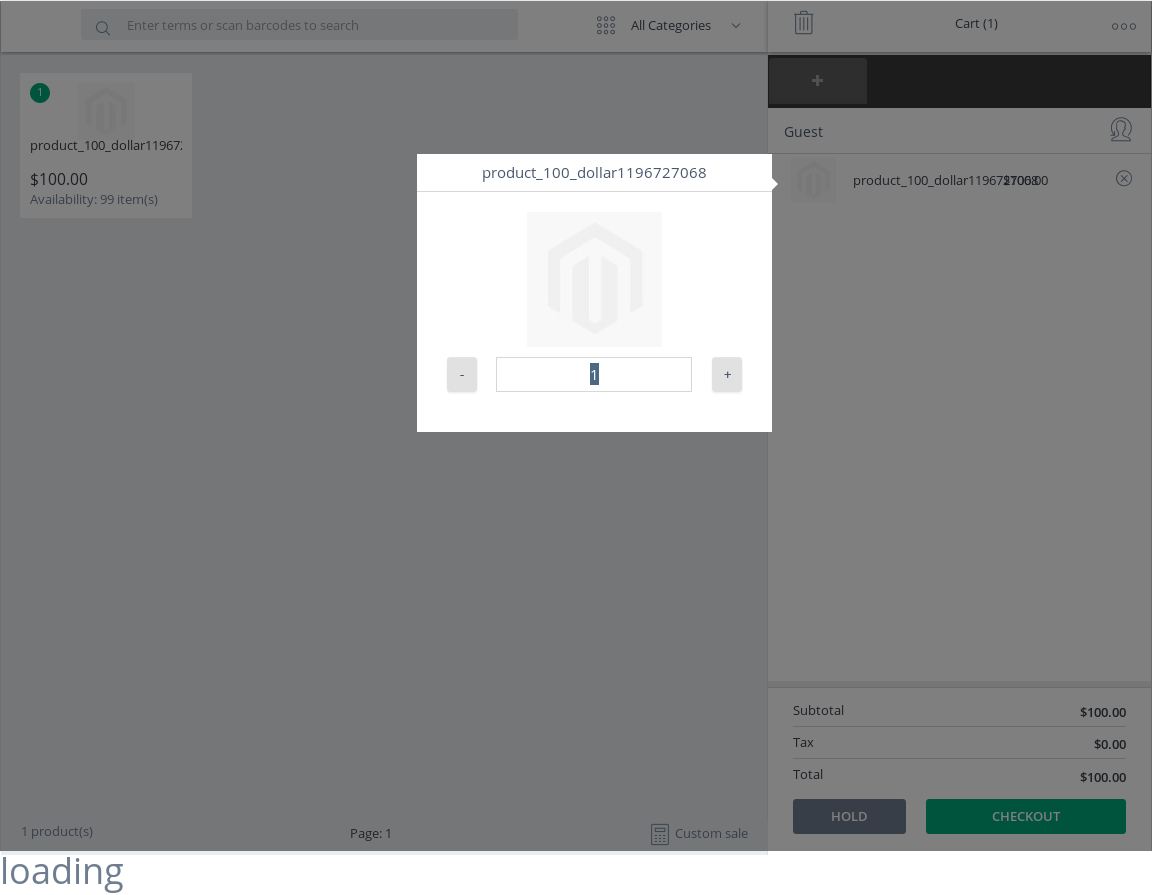 Enter terms or scan barcodes to search
All Categories
Cart (1)
+
1
product_100_dollar11967.
$100.00
Availability: 99 item(s)
Guest
product_100_dollar1196727068
product_100_dollar1196727068 $100.00
- 1 +
Subtotal $100.00
Tax $0.00
Total $100.00
HOLD CHECKOUT
1 product(s)
Page: 1
Custom sale
loading